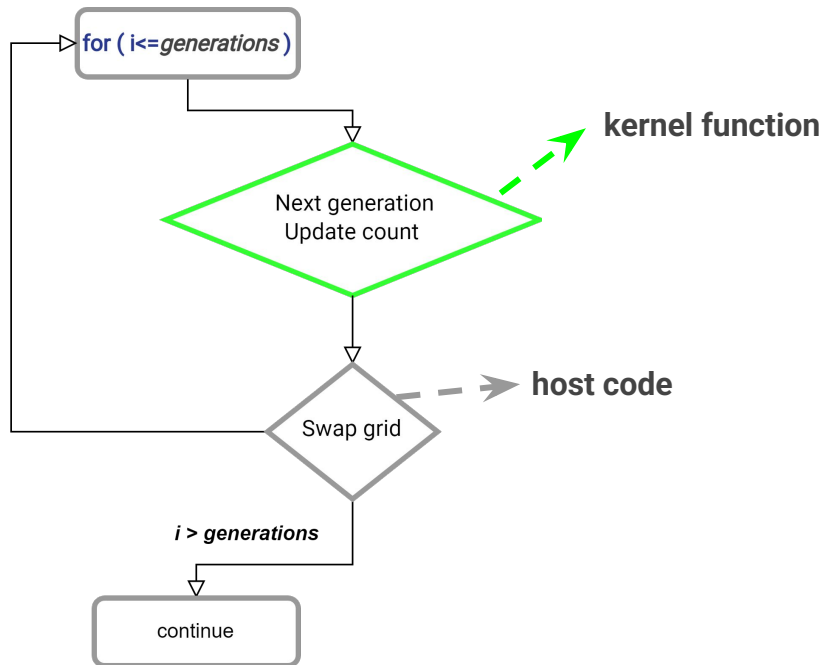 for ( i<=generations )
kernel function
Next generation
Update count
host code
Swap grid
i > generations
continue